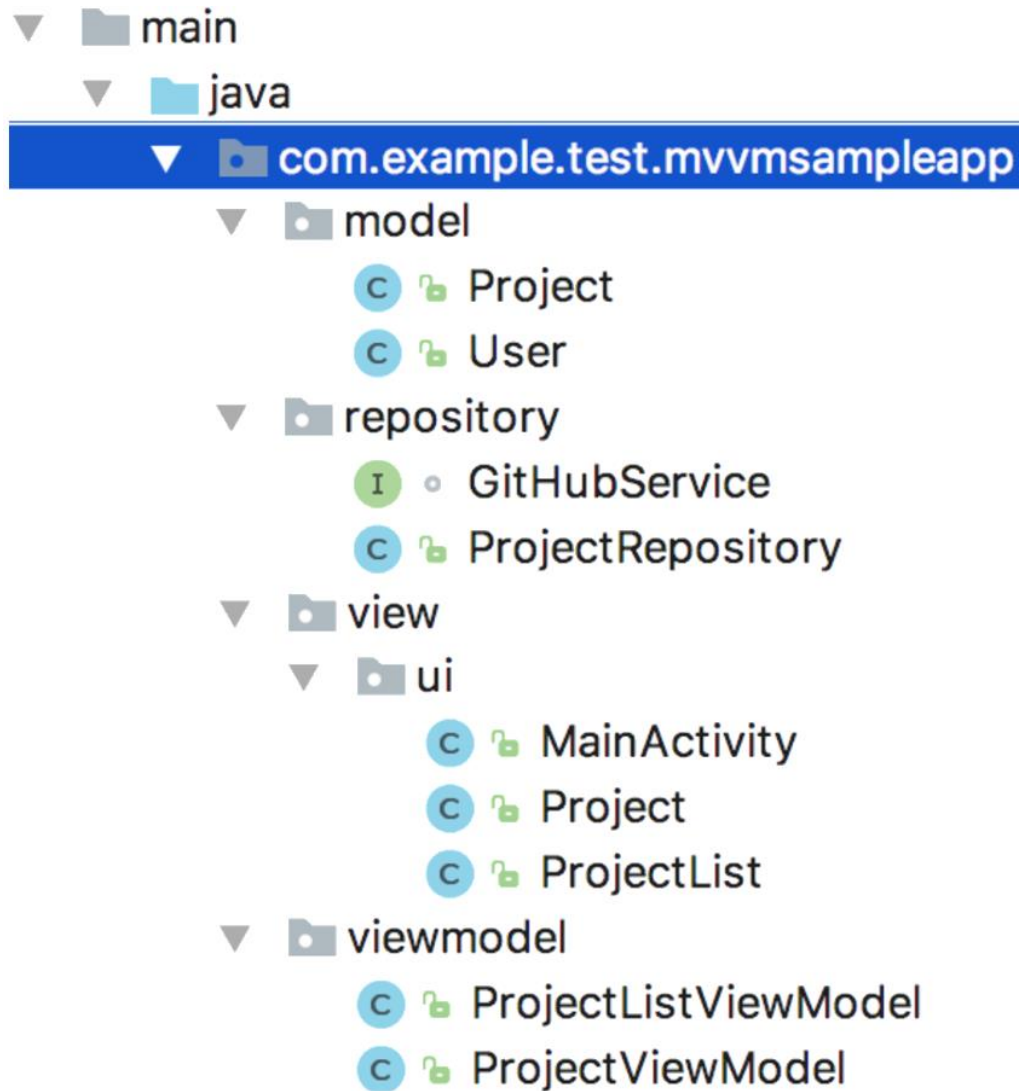 main
java
com.example.test.mvvmsampleapp
model
C Project
C User
repository
I GitHubService
C ProjectRepository
view
ui
C MainActivity
C Project
C ProjectList
viewmodel
C ProjectListViewModel
C ProjectViewModel